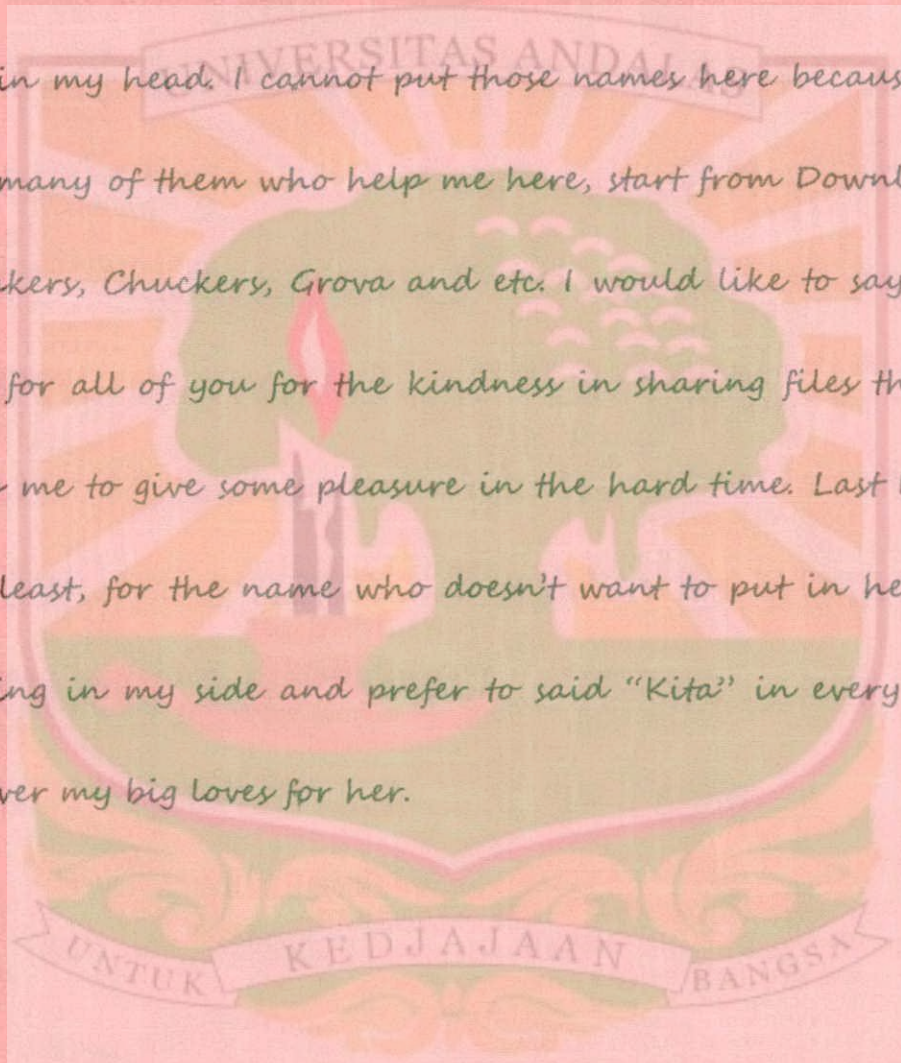 UNIVERSITAS ANDALAS
in my head. I cannot put those names here becaus
many of them who help me here, start from Downl
kers, Chuckers, Grova and etc. I would like to say
for all of you for the kindness in sharing files th
me to give some pleasure in the hard time. Last
least, for the name who doesn't want to put in he
ing in my side and prefer to said “Kita” in every
ver my big loves for her.
UNTUK KEDJAJAAN BANGSA